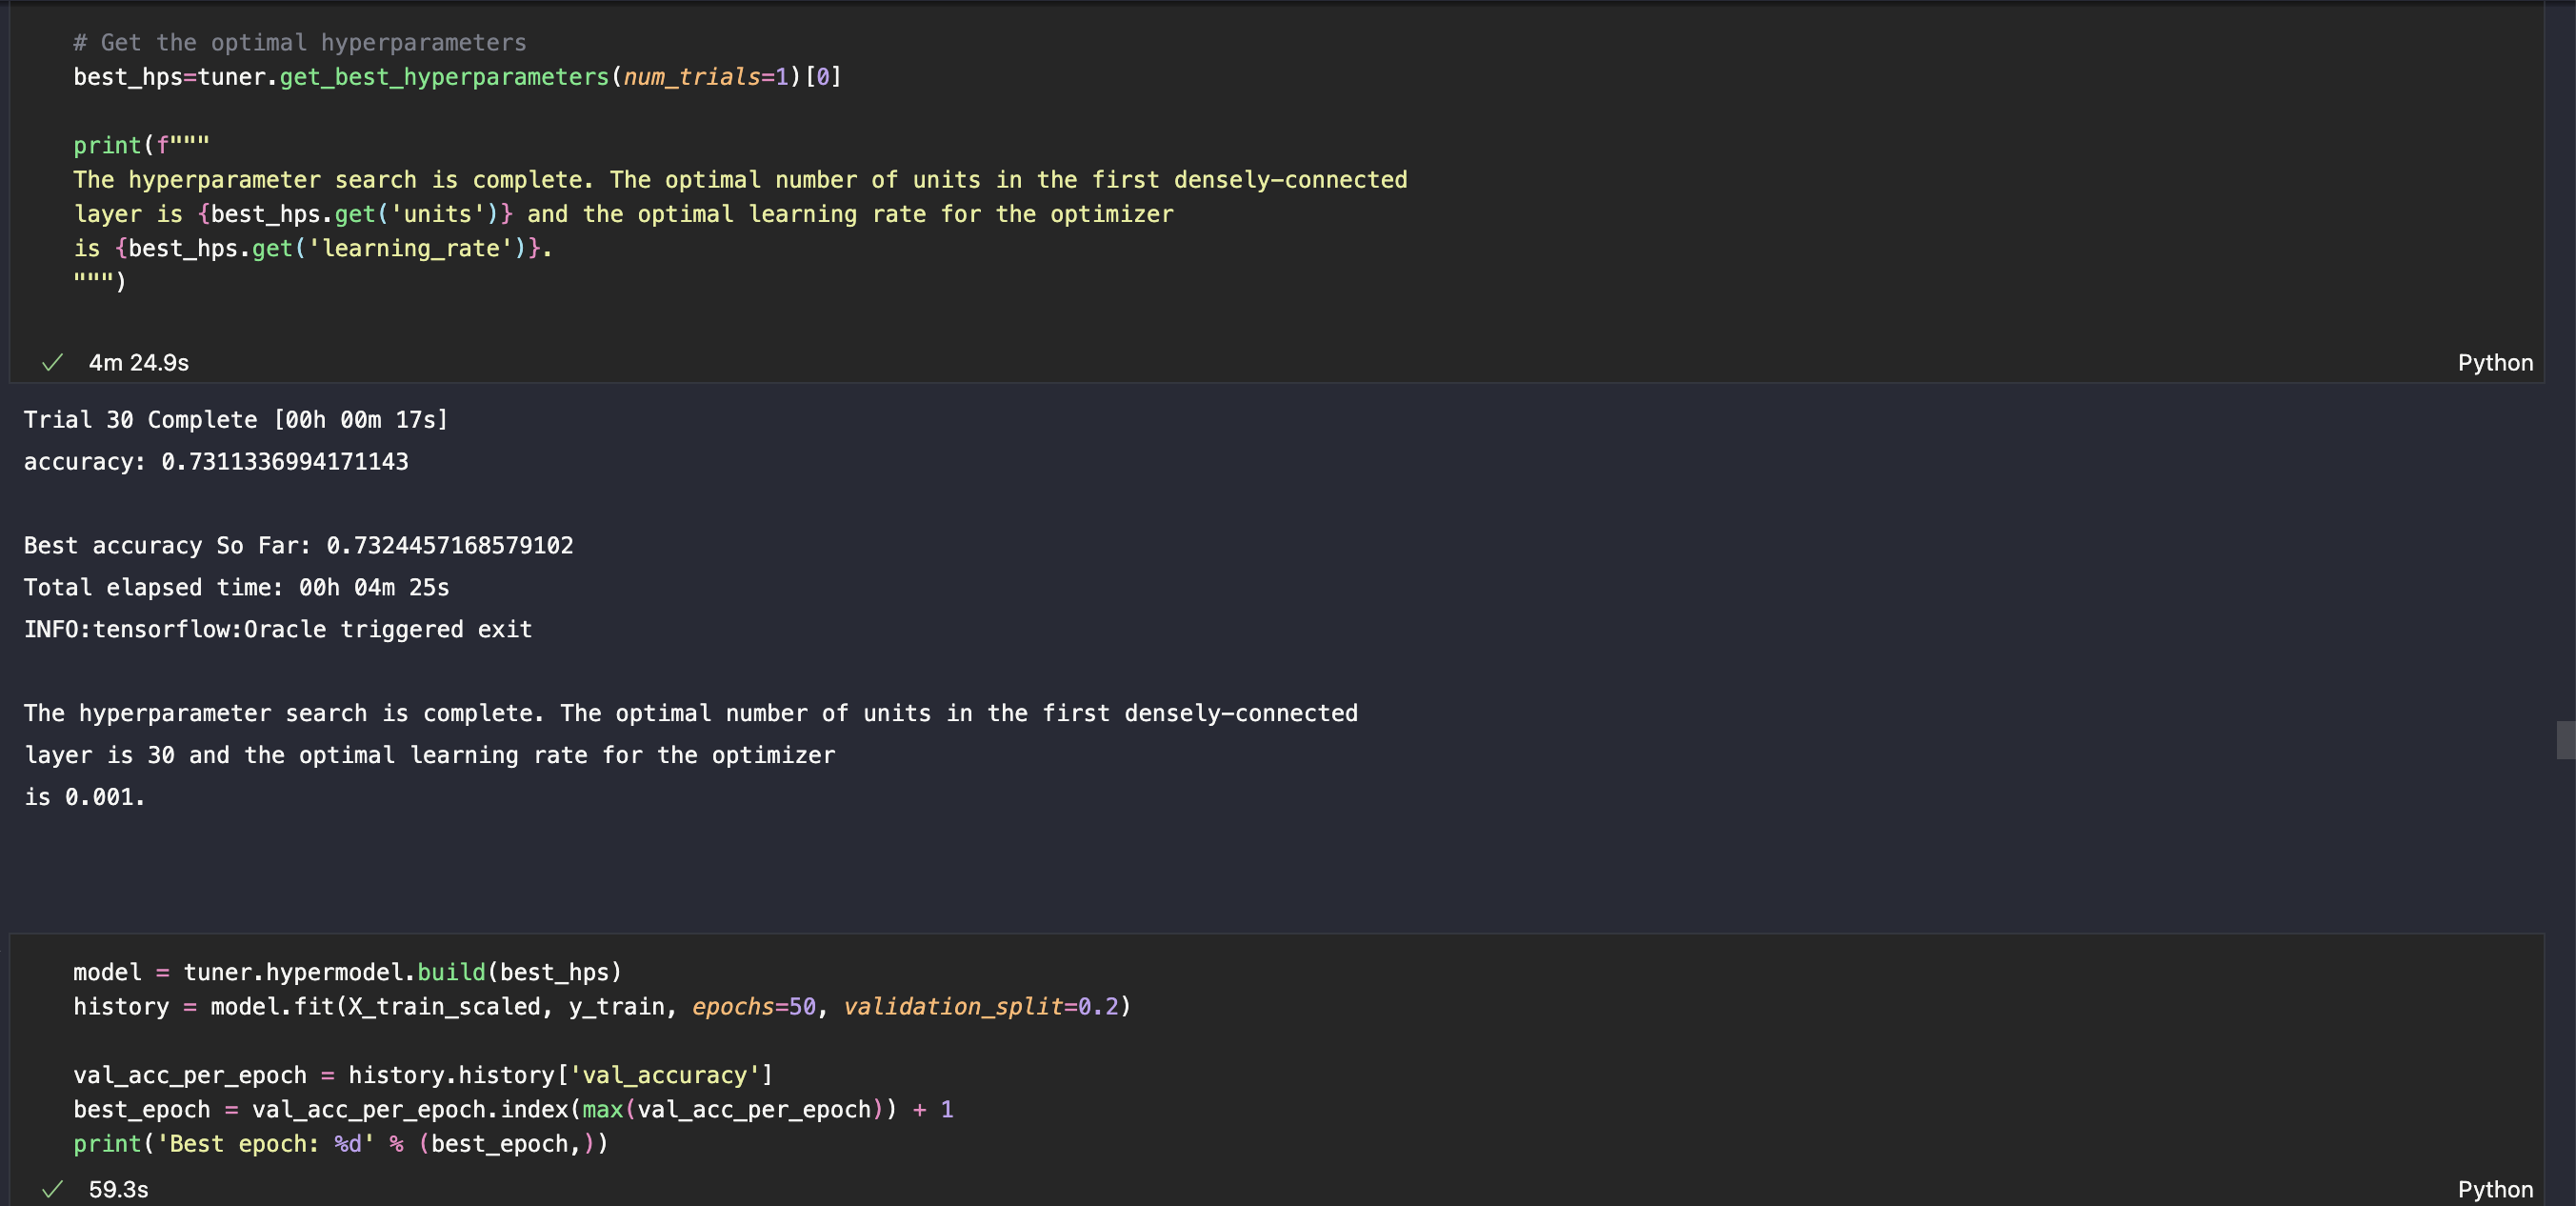 # Get the optimal hyperparameters
best_hps=tuner.get_best_hyperparameters(num_trials=1)[0]
print(f"""
The hyperparameter search is complete. The optimal number of units in the first densely-connected
layer is {best_hps.get('units')} and the optimal learning rate for the optimizer
is {best_hps.get('learning_rate')}.
""")
4m 24.9s
Python
Trial 30 Complete [00h 00m 17s]
accuracy: 0.7311336994171143
Best accuracy So Far: 0.7324457168579102
Total elapsed time: 00h 04m 25s
INFO:tensorflow:Oracle triggered exit
The hyperparameter search is complete. The optimal number of units in the first densely-connected
layer is 30 and the optimal learning rate for the optimizer
is 0.001.
model = tuner.hypermodel.build(best_hps)
history = model.fit(X_train_scaled, y_train, epochs=50, validation_split=0.2)
val_acc_per_epoch = history.history['val_accuracy']
best_epoch = val_acc_per_epoch.index(max(val_acc_per_epoch)) + 1
print('Best epoch: %d' % (best_epoch,))
59.3s
Python